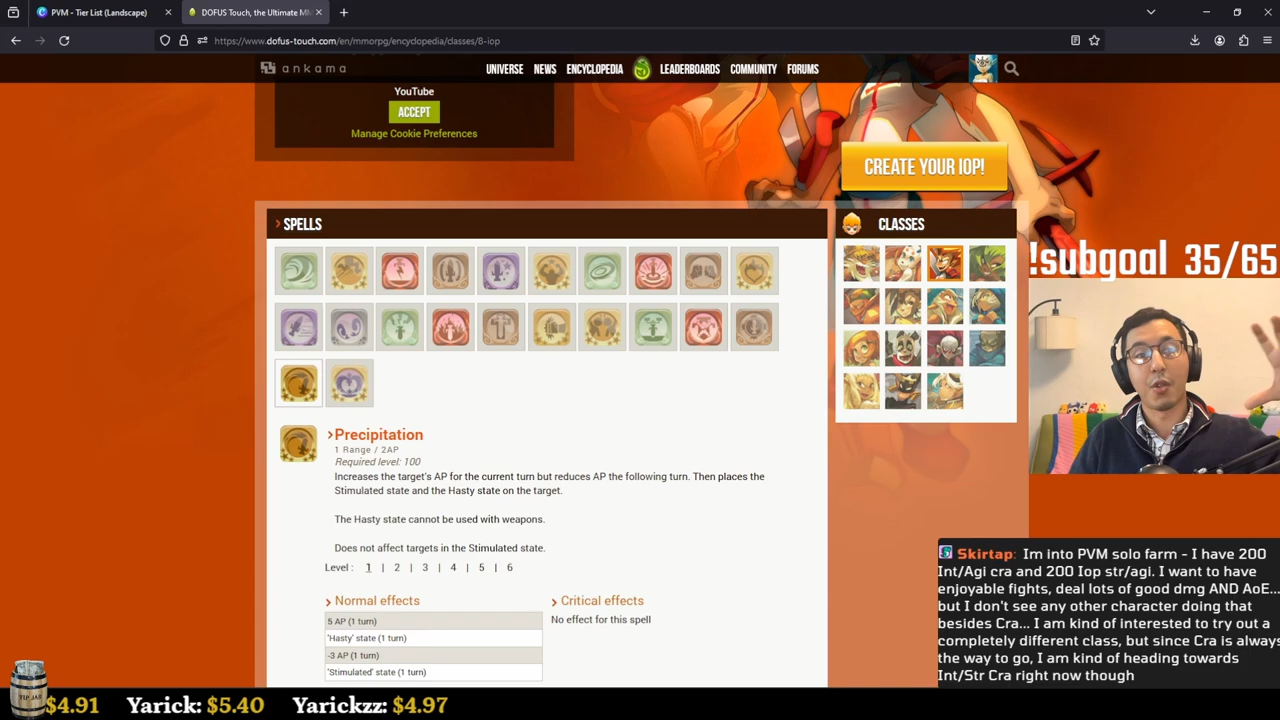 PVM - Tier List (Landscape)
DOFUS Touch, the Ultimate MM
https://www.dofus-touch.com/en/mmorpg/encyclopedia/classes/8-iop
ankama
UNIVERSE
NEWS
ENCYCLOPEDIA
LEADERBOARDS
COMMUNITY
FORUMS
YouTube
ACCEPT
Manage Cookie Preferences
CREATE YOUR IOP!
SPELLS
CLASSES
!subgoal 35/65
Precipitation
1 Range / 2AP
Required level: 100
Increases the target's AP for the current turn but reduces AP the following turn. Then places the
Stimulated state and the Hasty state on the target.
The Hasty state cannot be used with weapons.
Does not affect targets in the Stimulated state.
Level : 1 | 2 | 3 | 4 | 5 | 6
Normal effects
Critical effects
5 AP (1 turn)
No effect for this spell
'Hasty' state (1 turn)
-3 AP (1 turn)
'Stimulated' state (1 turn)
Skirtap: Im into PVM solo farm - I have 200
Int/Agi cra and 200 Iop str/agi. I want to have
enjoyable fights, deal lots of good dmg AND AoE...
but I don't see any other character doing that
besides Cra... I am kind of interested to try out a
completely different class, but since Cra is always
the way to go, I am kind of heading towards
Int/Str Cra right now though
TIP JAR
$4.91 Yarick: $5.40 Yarickzz: $4.97